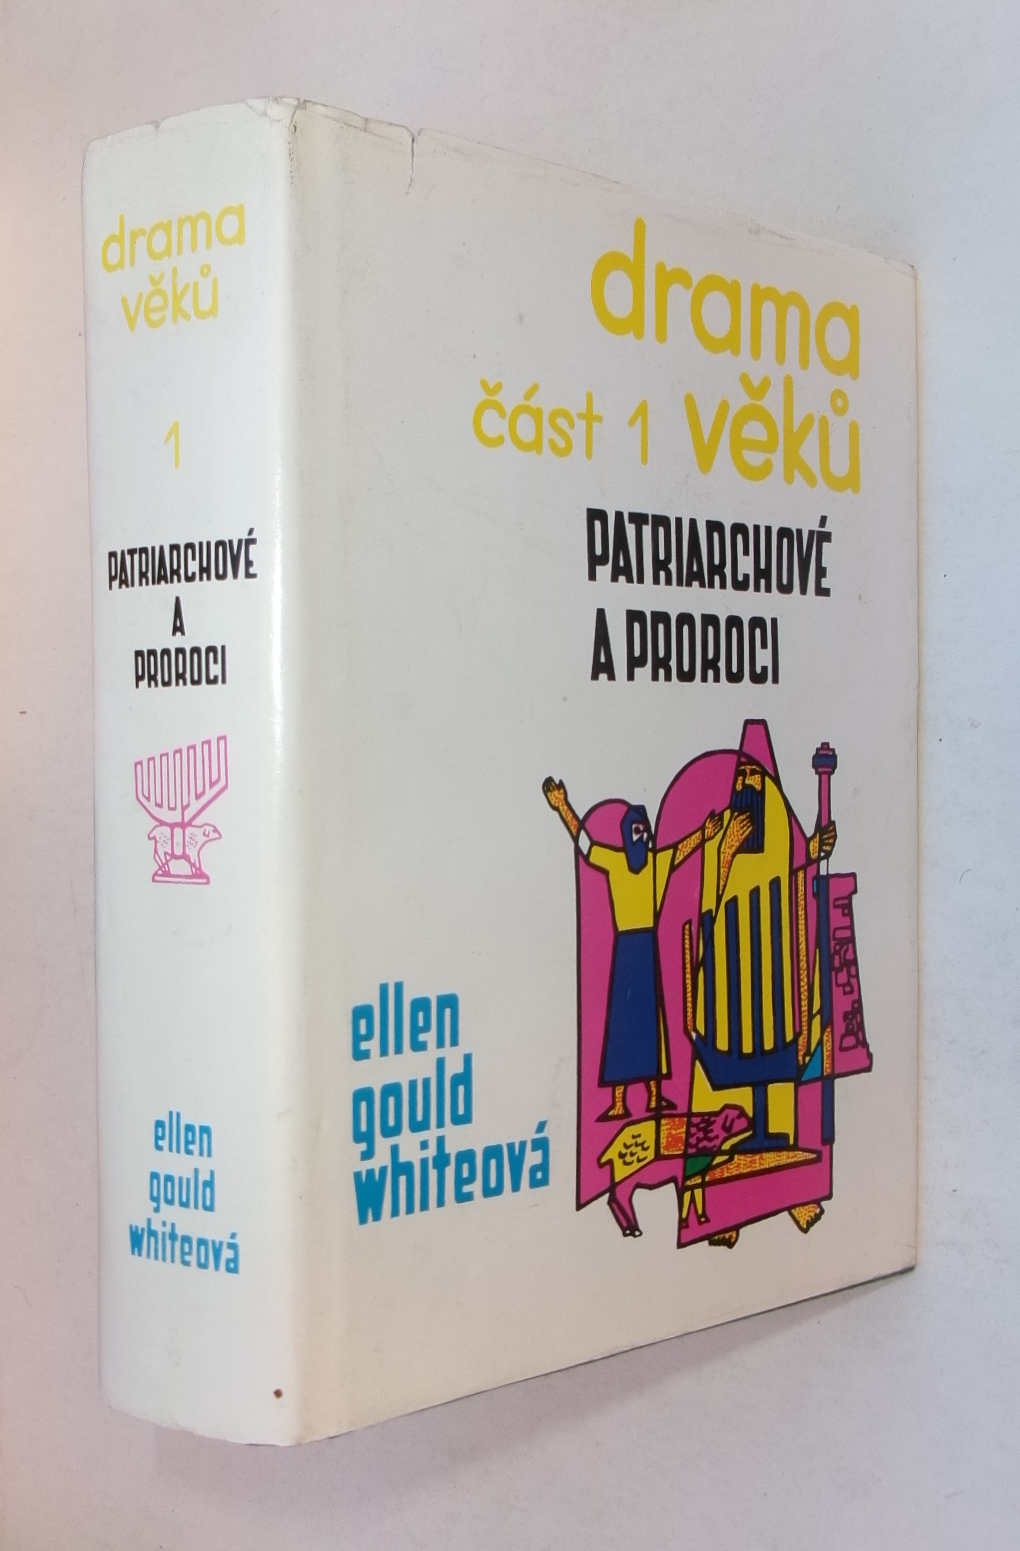 drama
věků
1
PATRIARCHOVÉ
A
PROROCI
ellen
gould
whiteová
drama
část 1 věků
PATRIARCHOVÉ
A PROROCI
ellen
gould
whiteová